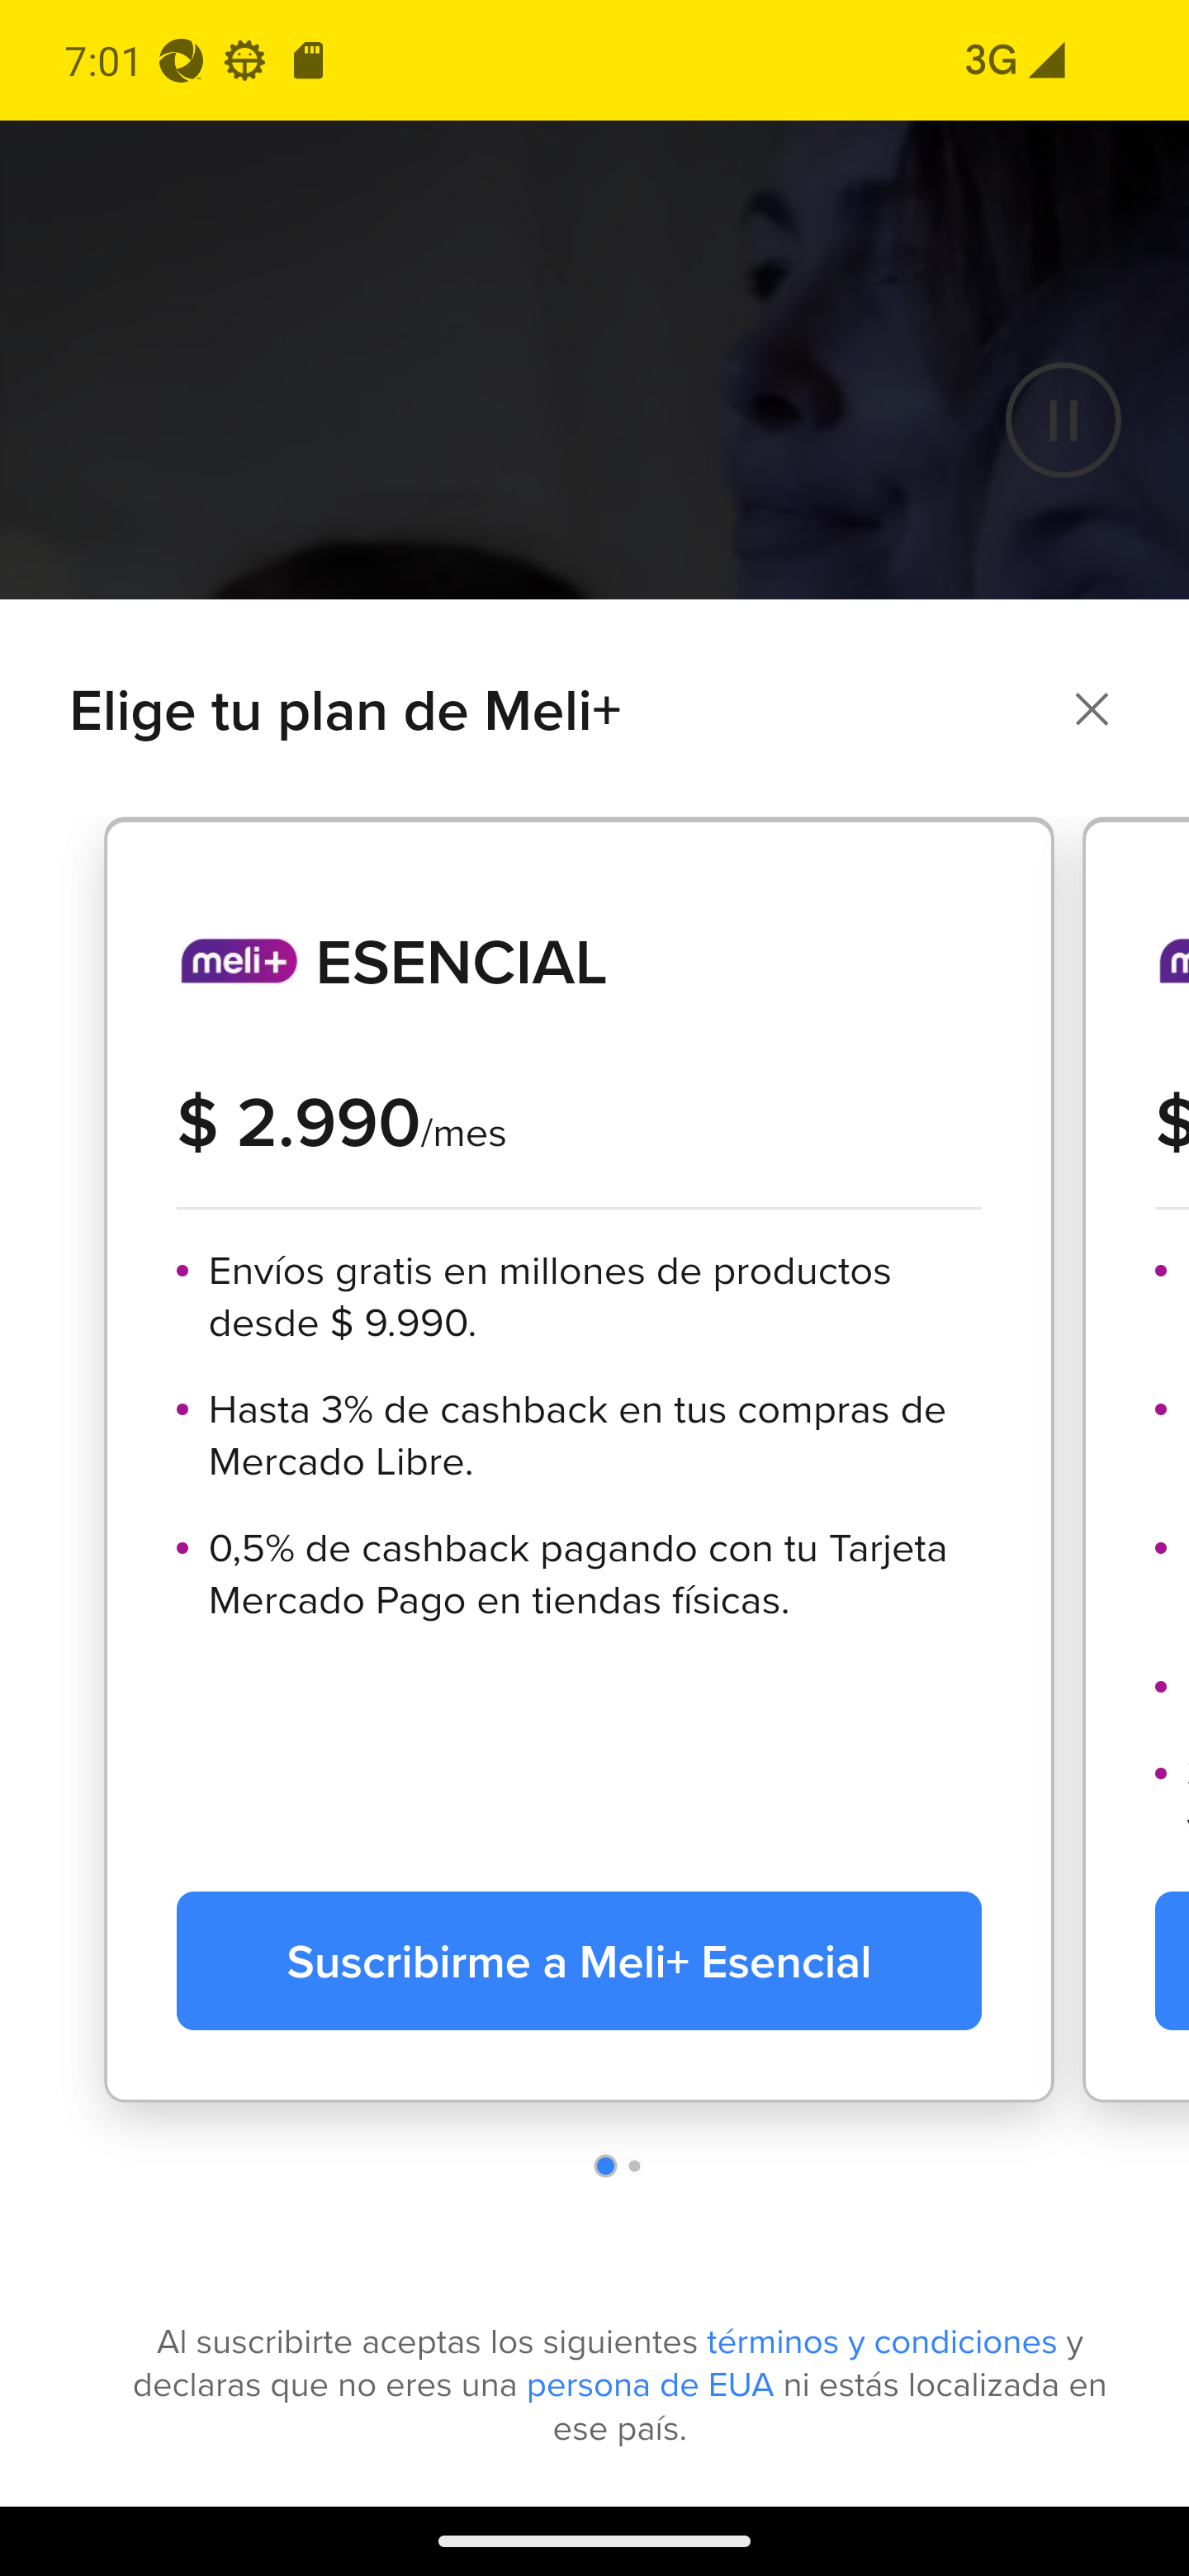 7:01
3G
Elige tu plan de Meli+
meli+ ESENCIAL
$ 2.990/mes
$
• Envíos gratis en millones de productos
desde $ 9.990.
• Hasta 3% de cashback en tus compras de
Mercado Libre.
• 0,5% de cashback pagando con tu Tarjeta
Mercado Pago en tiendas físicas.
Suscribirme a Meli+ Esencial
Al suscribirte aceptas los siguientes términos y condiciones y
declaras que no eres una persona de EUA ni estás localizada en
ese país.